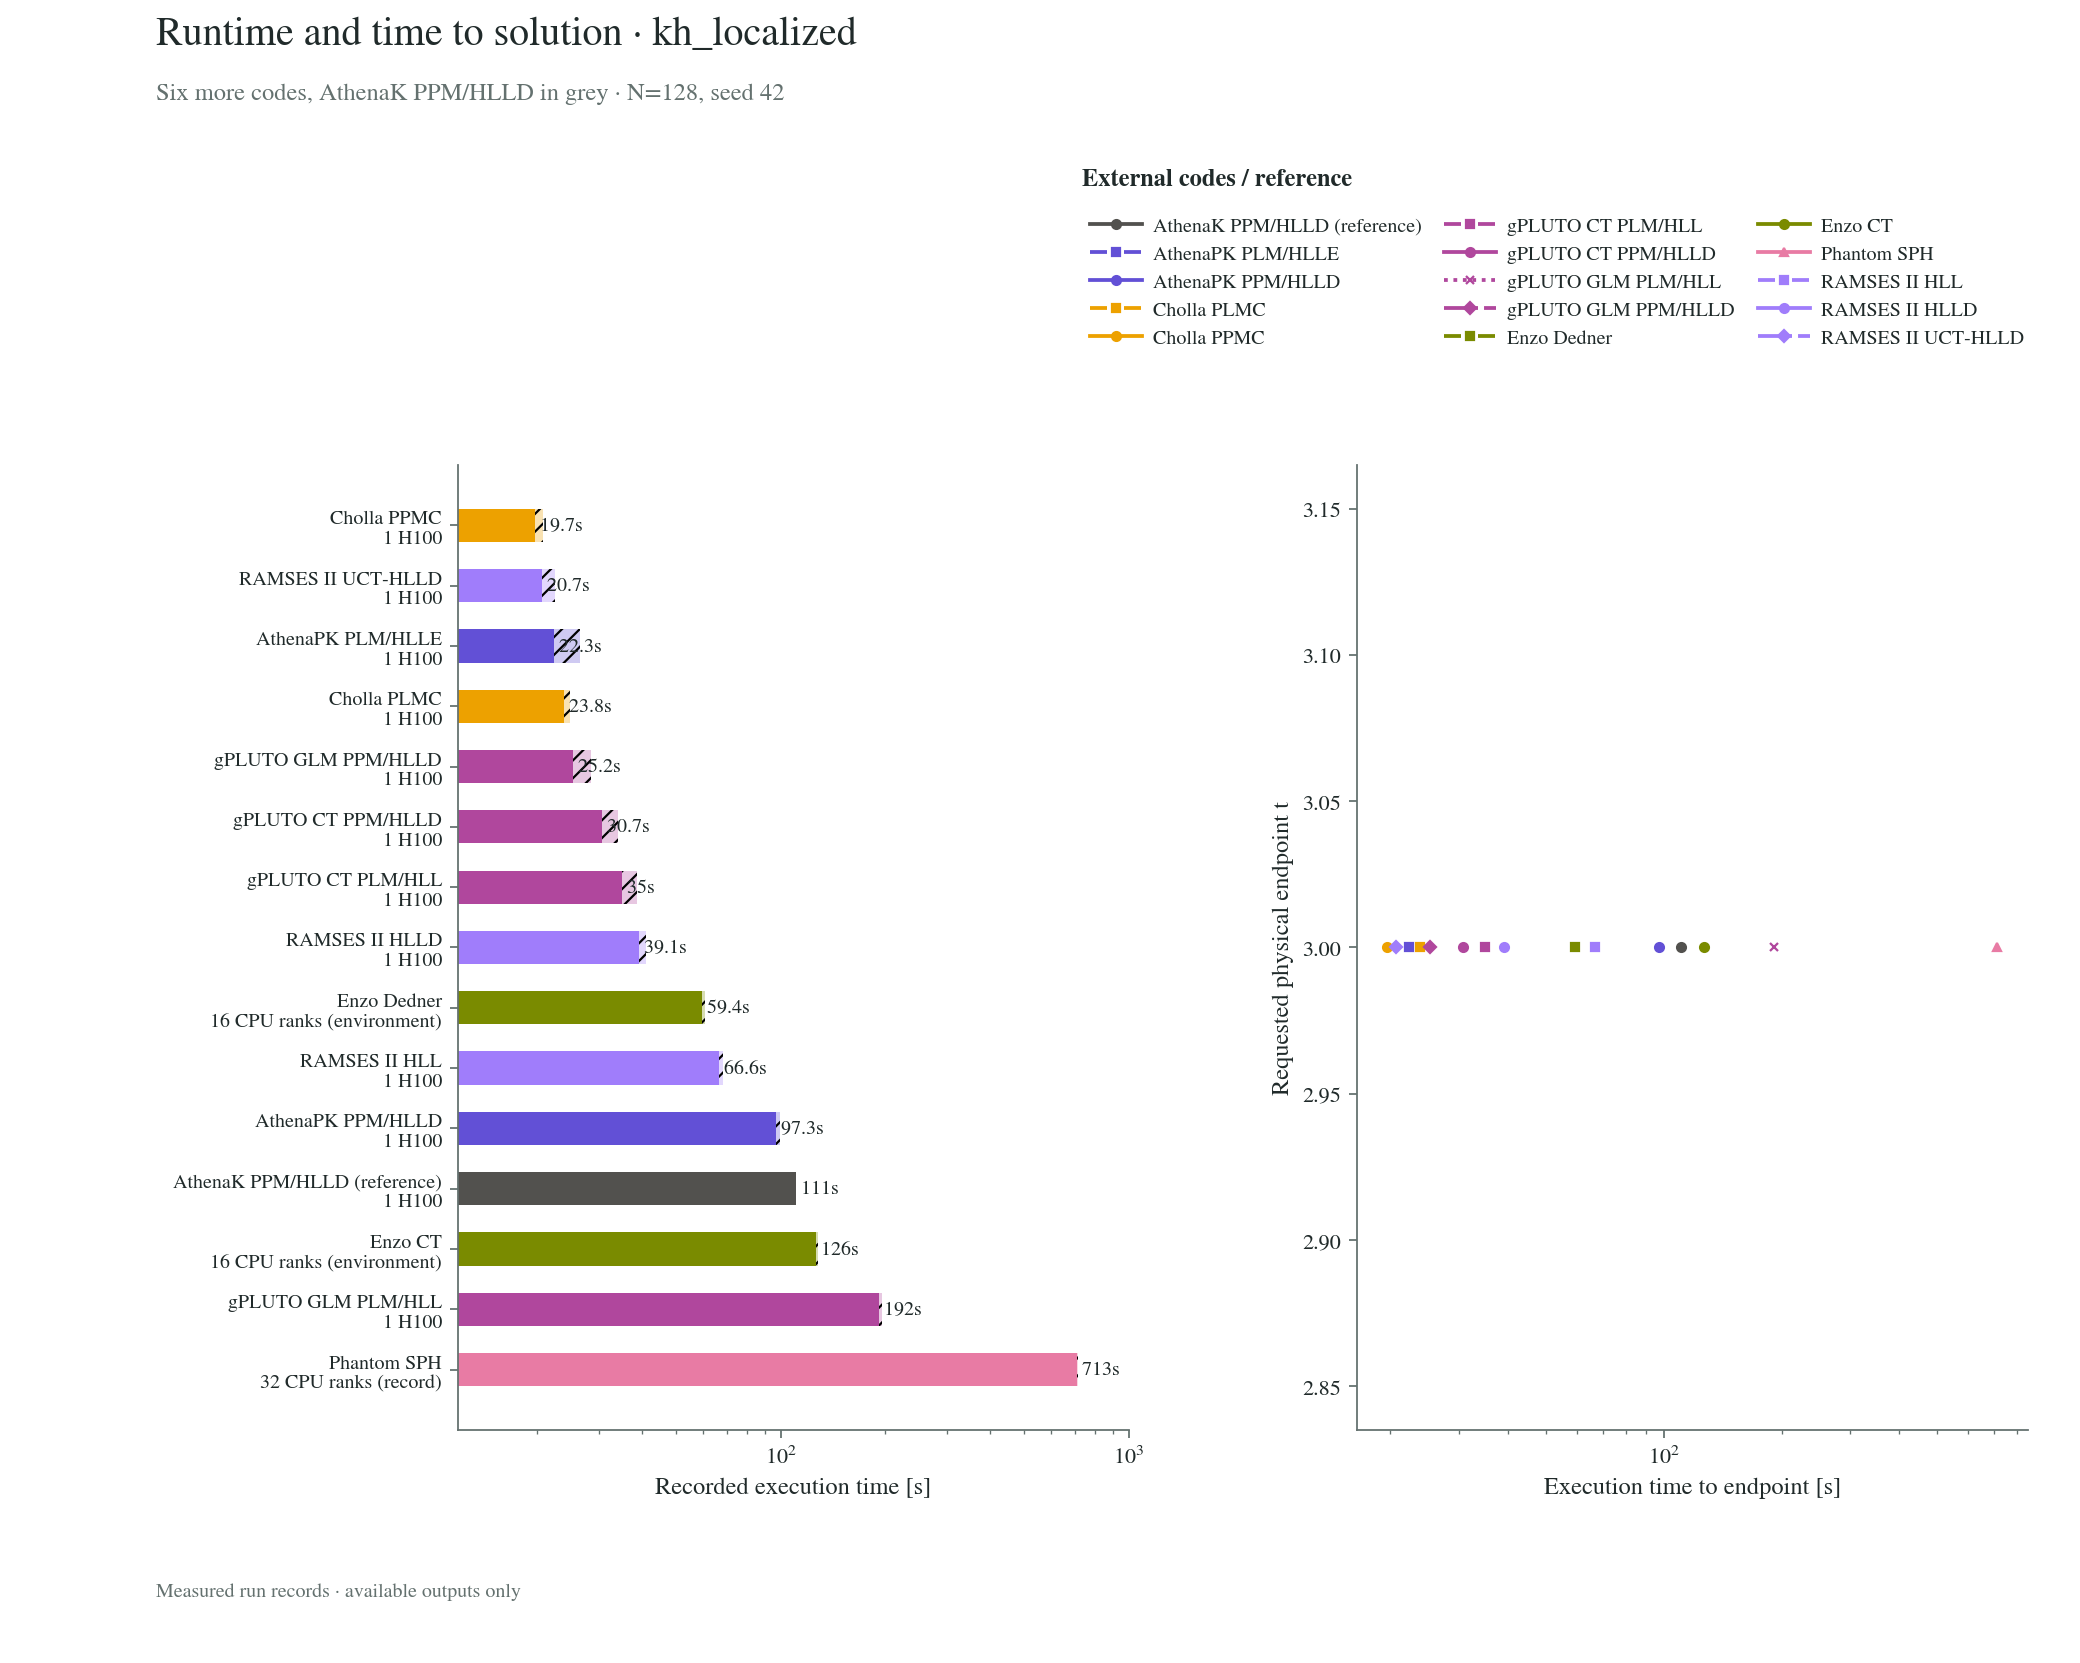 Runtime and time to solution · kh_localized
Six more codes, AthenaK PPM/HLLD in grey · N=128, seed 42
External codes / reference
AthenaK PPM/HLLD (reference)
AthenaPK PLM/HLLE
AthenaPK PPM/HLLD
Cholla PLMC
Cholla PPMC
gPLUTO CT PLM/HLL
gPLUTO CT PPM/HLLD
gPLUTO GLM PLM/HLL
gPLUTO GLM PPM/HLLD
Enzo Dedner
Enzo CT
Phantom SPH
RAMSES II HLL
RAMSES II HLLD
RAMSES II UCT-HLLD
Cholla PPMC
1 H100
19.7s
RAMSES II UCT-HLLD
1 H100
20.7s
AthenaPK PLM/HLLE
1 H100
22.3s
Cholla PLMC
1 H100
23.8s
gPLUTO GLM PPM/HLLD
1 H100
25.2s
gPLUTO CT PPM/HLLD
1 H100
30.7s
gPLUTO CT PLM/HLL
1 H100
35s
RAMSES II HLLD
1 H100
39.1s
Enzo Dedner
16 CPU ranks (environment)
59.4s
RAMSES II HLL
1 H100
66.6s
AthenaPK PPM/HLLD
1 H100
97.3s
AthenaK PPM/HLLD (reference)
1 H100
111s
Enzo CT
16 CPU ranks (environment)
126s
gPLUTO GLM PLM/HLL
1 H100
192s
Phantom SPH
32 CPU ranks (record)
713s
10² 10³
Recorded execution time [s]
Requested physical endpoint t
3.15
3.10
3.05
3.00
2.95
2.90
2.85
10²
Execution time to endpoint [s]
Measured run records · available outputs only